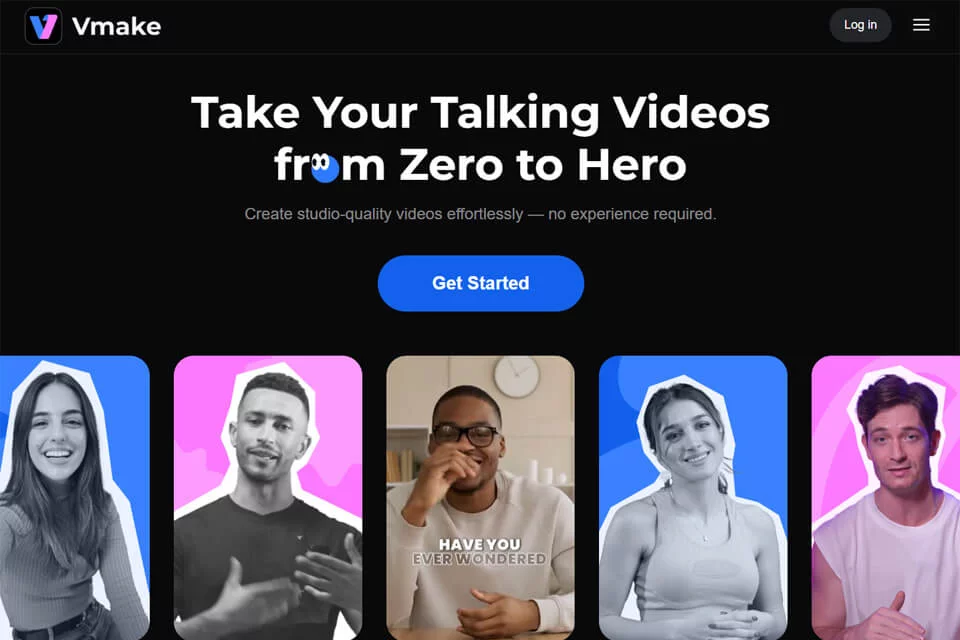 Vmake
Log in
Take Your Talking Videos
from Zero to Hero
Create studio-quality videos effortlessly — no experience required.
Get Started
HAVE YOU
EVER WONDERED